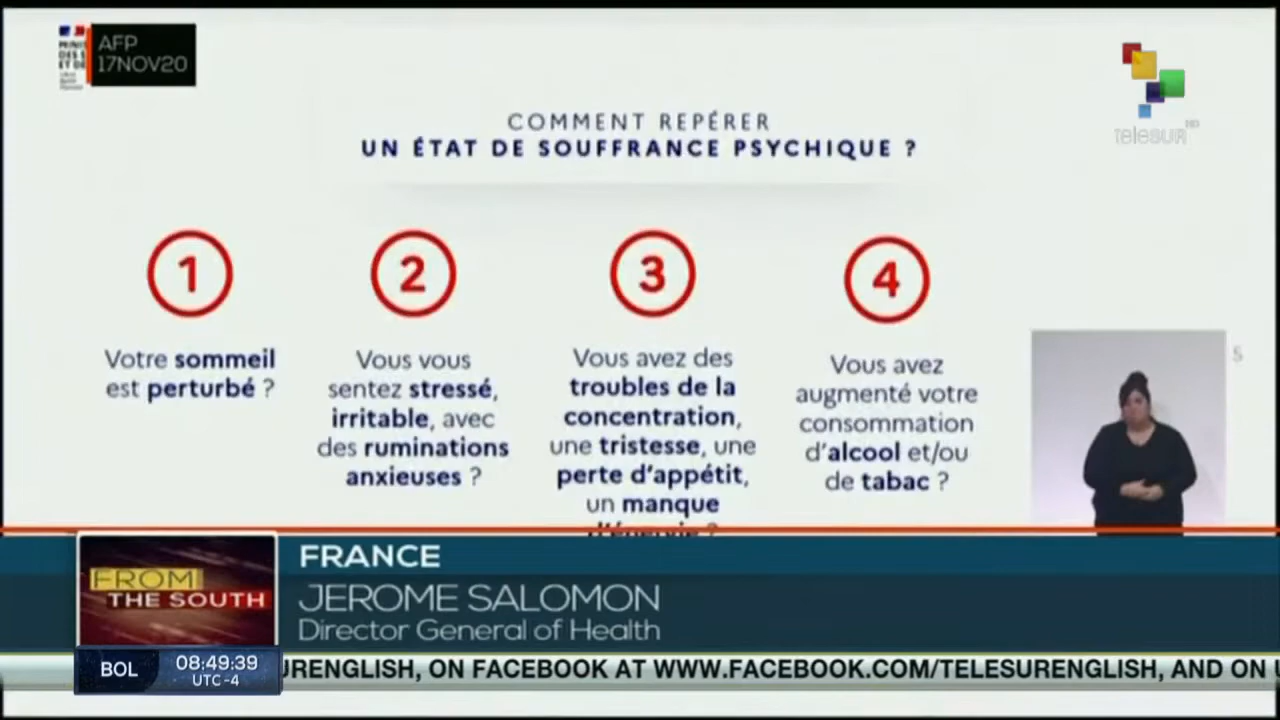 AFP
17NOV20
telesur
HD
COMMENT REPÉRER
UN ÉTAT DE SOUFFRANCE PSYCHIQUE ?
1
Votre sommeil
est perturbé ?
2
Vous vous
sentez stressé,
irritable, avec
des ruminations
anxieuses ?
3
Vous avez des
troubles de la
concentration,
une tristesse, une
perte d'appétit,
un manque
d'énergie ?
4
Vous avez
augmenté votre
consommation
d'alcool et/ou
de tabac ?
5
FROM
THE SOUTH
FRANCE
JEROME SALOMON
Director General of Health
BOL
08:49:39
UTC-4
URENGLISH, ON FACEBOOK AT WWW.FACEBOOK.COM/TELESURENGLISH, AND ON